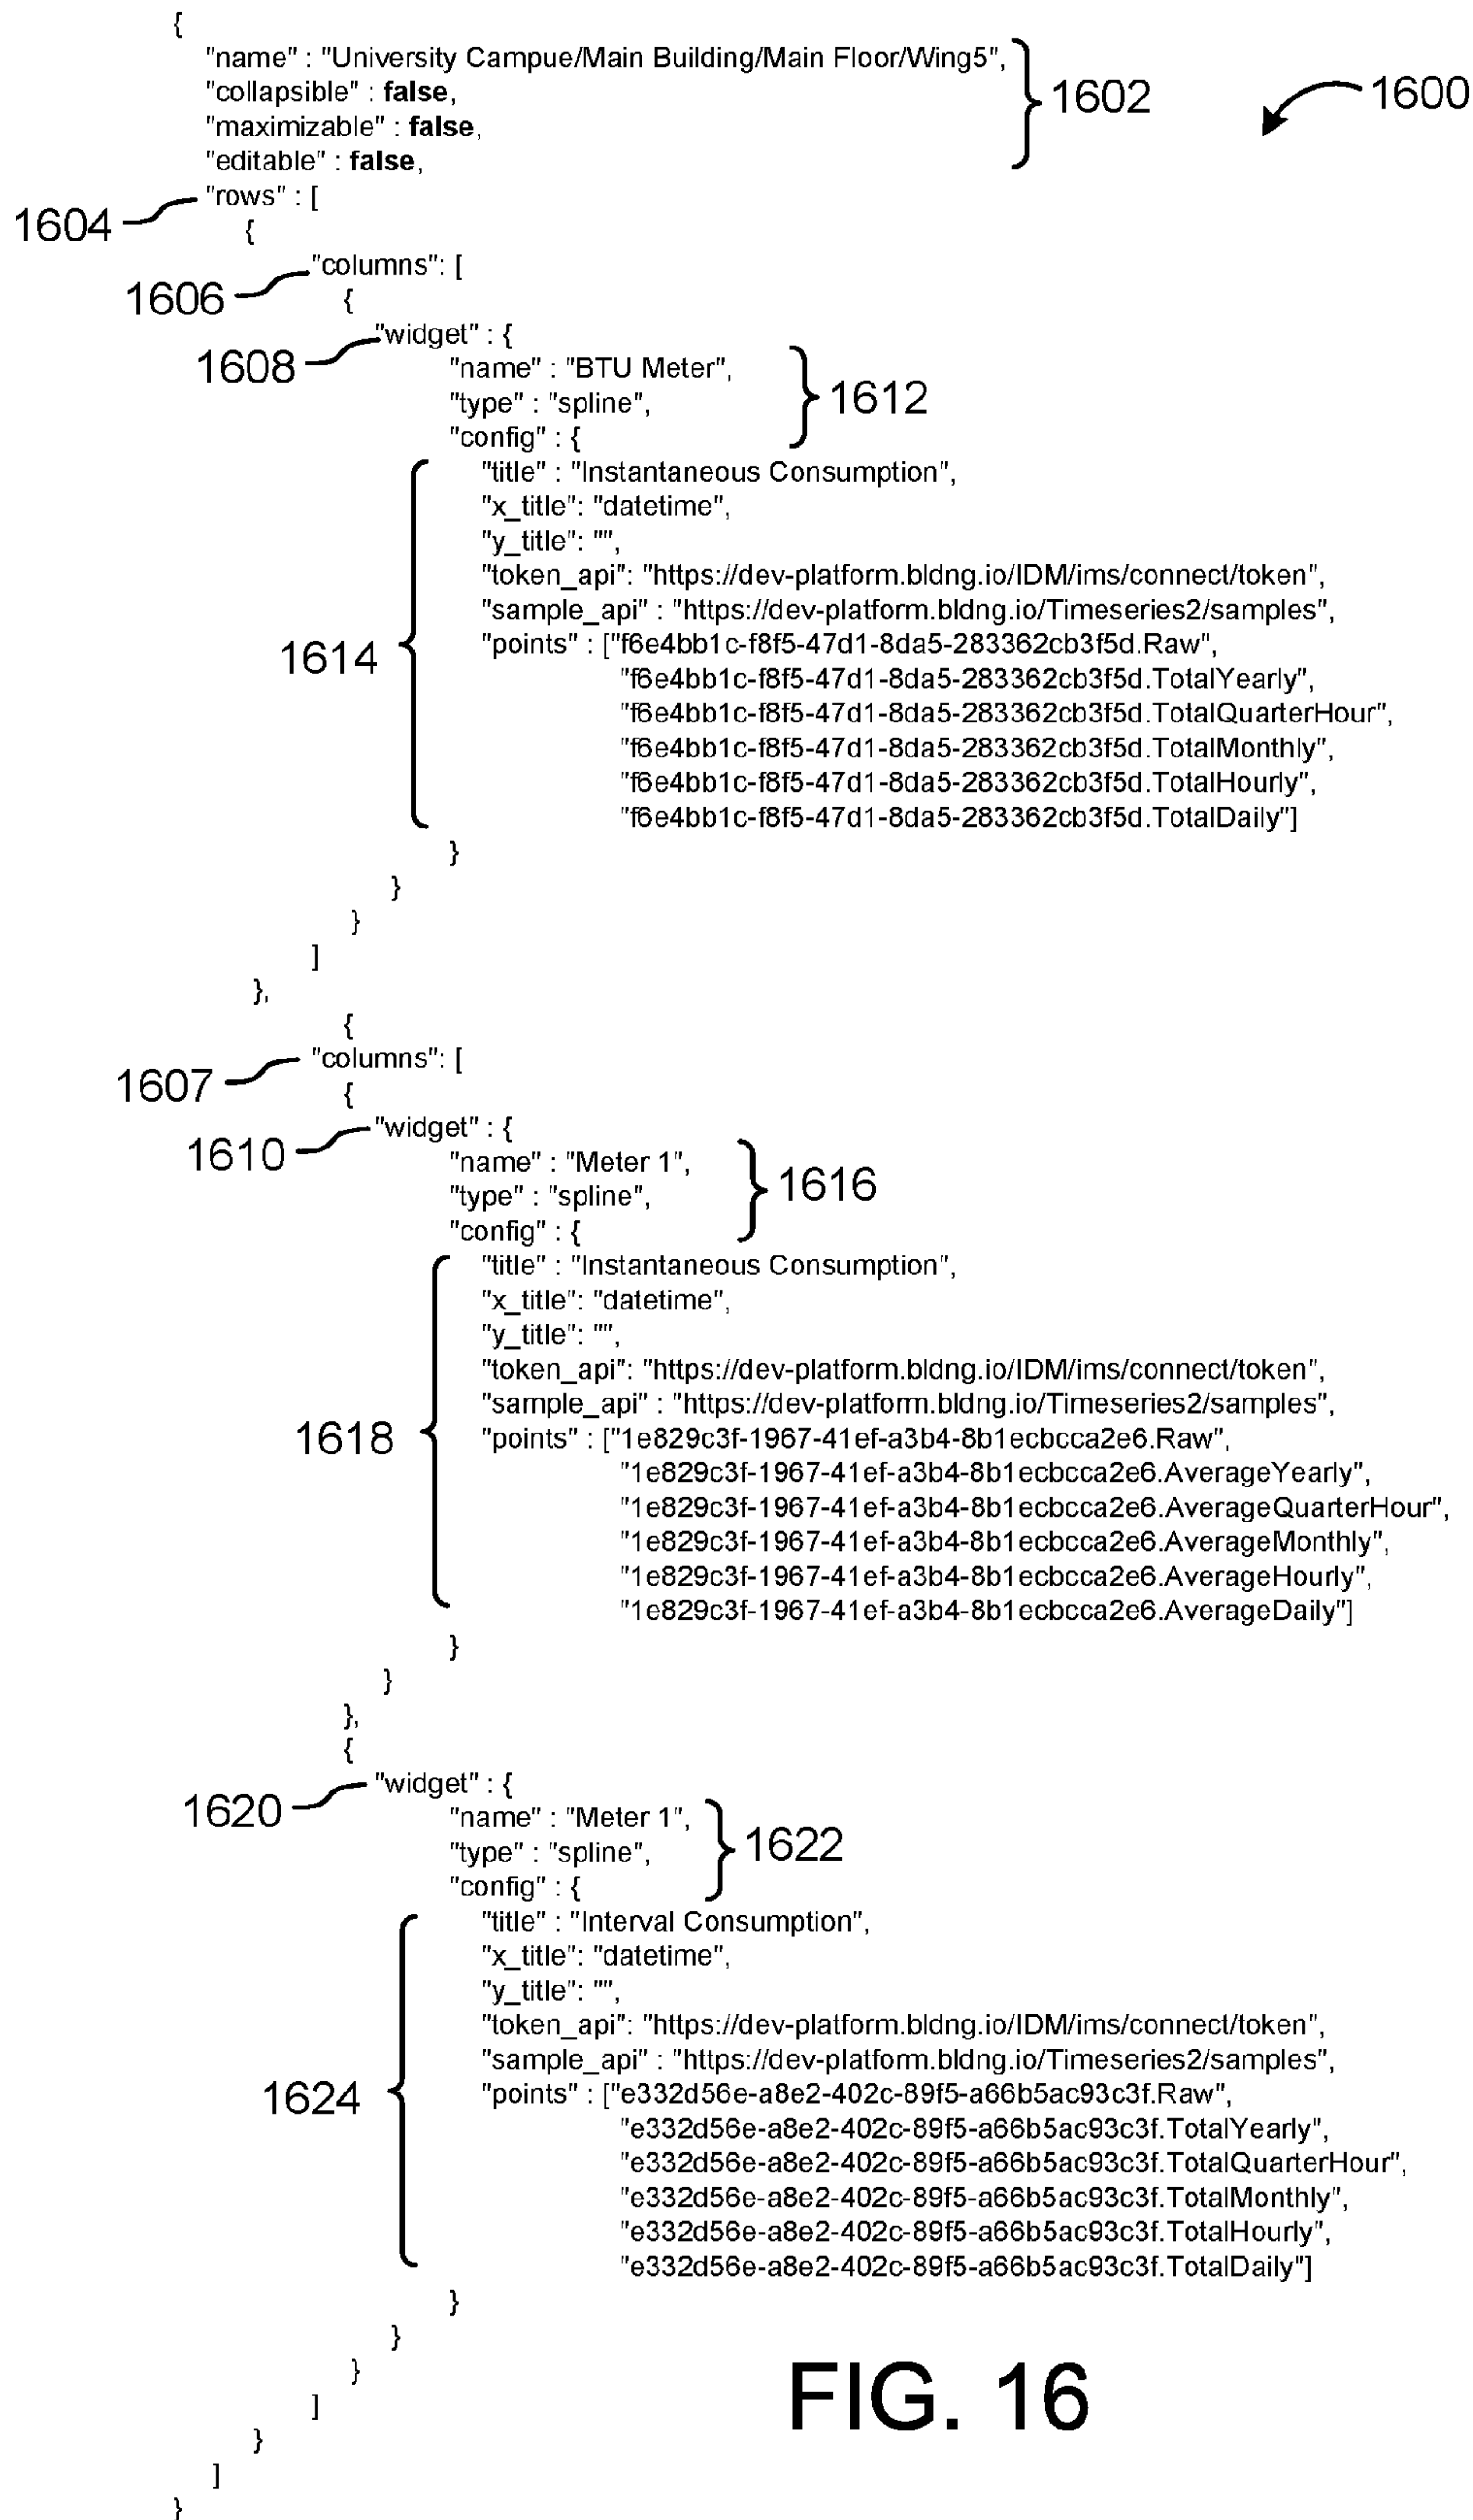 {
"name" : "University Campue/Main Building/Main Floor/Wing5",
"collapsible" : false,
"maximizable" : false,
"editable" : false,
1602
1600
"rows" : [
1604
{
"columns": [
1606
{
"widget" : {
1608
"name" : "BTU Meter",
"type" : "spline",
"config" : {
1612
"title" : "Instantaneous Consumption",
"x_title": "datetime",
"y_title": "",
"token_api": "https://dev-platform.bldng.io/IDM/ims/connect/token",
"sample_api" : "https://dev-platform.bldng.io/Timeseries2/samples",
"points" : ["f6e4bb1c-f8f5-47d1-8da5-283362cb3f5d.Raw",
"f6e4bb1c-f8f5-47d1-8da5-283362cb3f5d.TotalYearly",
"f6e4bb1c-f8f5-47d1-8da5-283362cb3f5d.TotalQuarterHour",
"f6e4bb1c-f8f5-47d1-8da5-283362cb3f5d.TotalMonthly",
"f6e4bb1c-f8f5-47d1-8da5-283362cb3f5d.TotalHourly",
"f6e4bb1c-f8f5-47d1-8da5-283362cb3f5d.TotalDaily"]
1614
}
}
}
]
},
{
"columns": [
1607
{
"widget" : {
1610
"name" : "Meter 1",
"type" : "spline",
"config" : {
1616
"title" : "Instantaneous Consumption",
"x_title": "datetime",
"y_title": "",
"token_api": "https://dev-platform.bldng.io/IDM/ims/connect/token",
"sample_api" : "https://dev-platform.bldng.io/Timeseries2/samples",
"points" : ["1e829c3f-1967-41ef-a3b4-8b1ecbcca2e6.Raw",
"1e829c3f-1967-41ef-a3b4-8b1ecbcca2e6.AverageYearly",
"1e829c3f-1967-41ef-a3b4-8b1ecbcca2e6.AverageQuarterHour",
"1e829c3f-1967-41ef-a3b4-8b1ecbcca2e6.AverageMonthly",
"1e829c3f-1967-41ef-a3b4-8b1ecbcca2e6.AverageHourly",
"1e829c3f-1967-41ef-a3b4-8b1ecbcca2e6.AverageDaily"]
1618
}
}
},
{
"widget" : {
1620
"name" : "Meter 1",
"type" : "spline",
"config" : {
1622
"title" : "Interval Consumption",
"x_title": "datetime",
"y_title": "",
"token_api": "https://dev-platform.bldng.io/IDM/ims/connect/token",
"sample_api" : "https://dev-platform.bldng.io/Timeseries2/samples",
"points" : ["e332d56e-a8e2-402c-89f5-a66b5ac93c3f.Raw",
"e332d56e-a8e2-402c-89f5-a66b5ac93c3f.TotalYearly",
"e332d56e-a8e2-402c-89f5-a66b5ac93c3f.TotalQuarterHour",
"e332d56e-a8e2-402c-89f5-a66b5ac93c3f.TotalMonthly",
"e332d56e-a8e2-402c-89f5-a66b5ac93c3f.TotalHourly",
"e332d56e-a8e2-402c-89f5-a66b5ac93c3f.TotalDaily"]
1624
}
}
}
]
}
]
}
FIG. 16